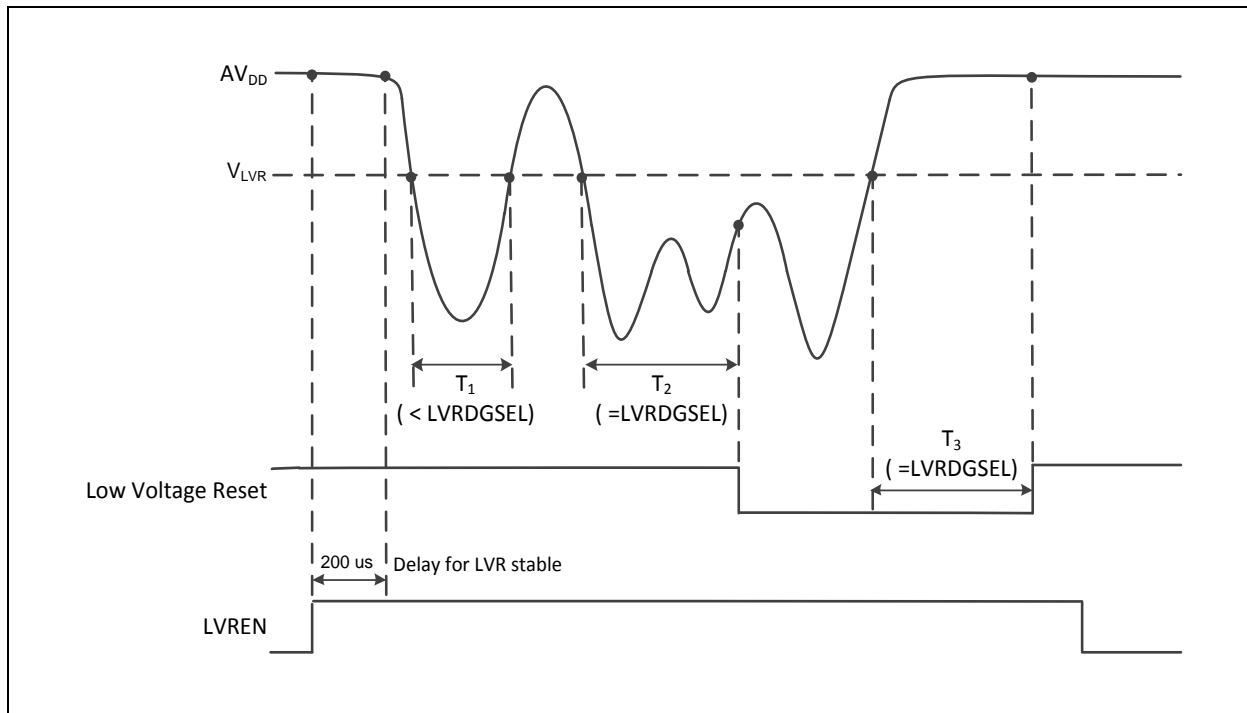 AVDD
VLVR
T1
( < LVRDGSEL)
T2
( =LVRDGSEL)
T3
( =LVRDGSEL)
Low Voltage Reset
200 us
Delay for LVR stable
LVREN